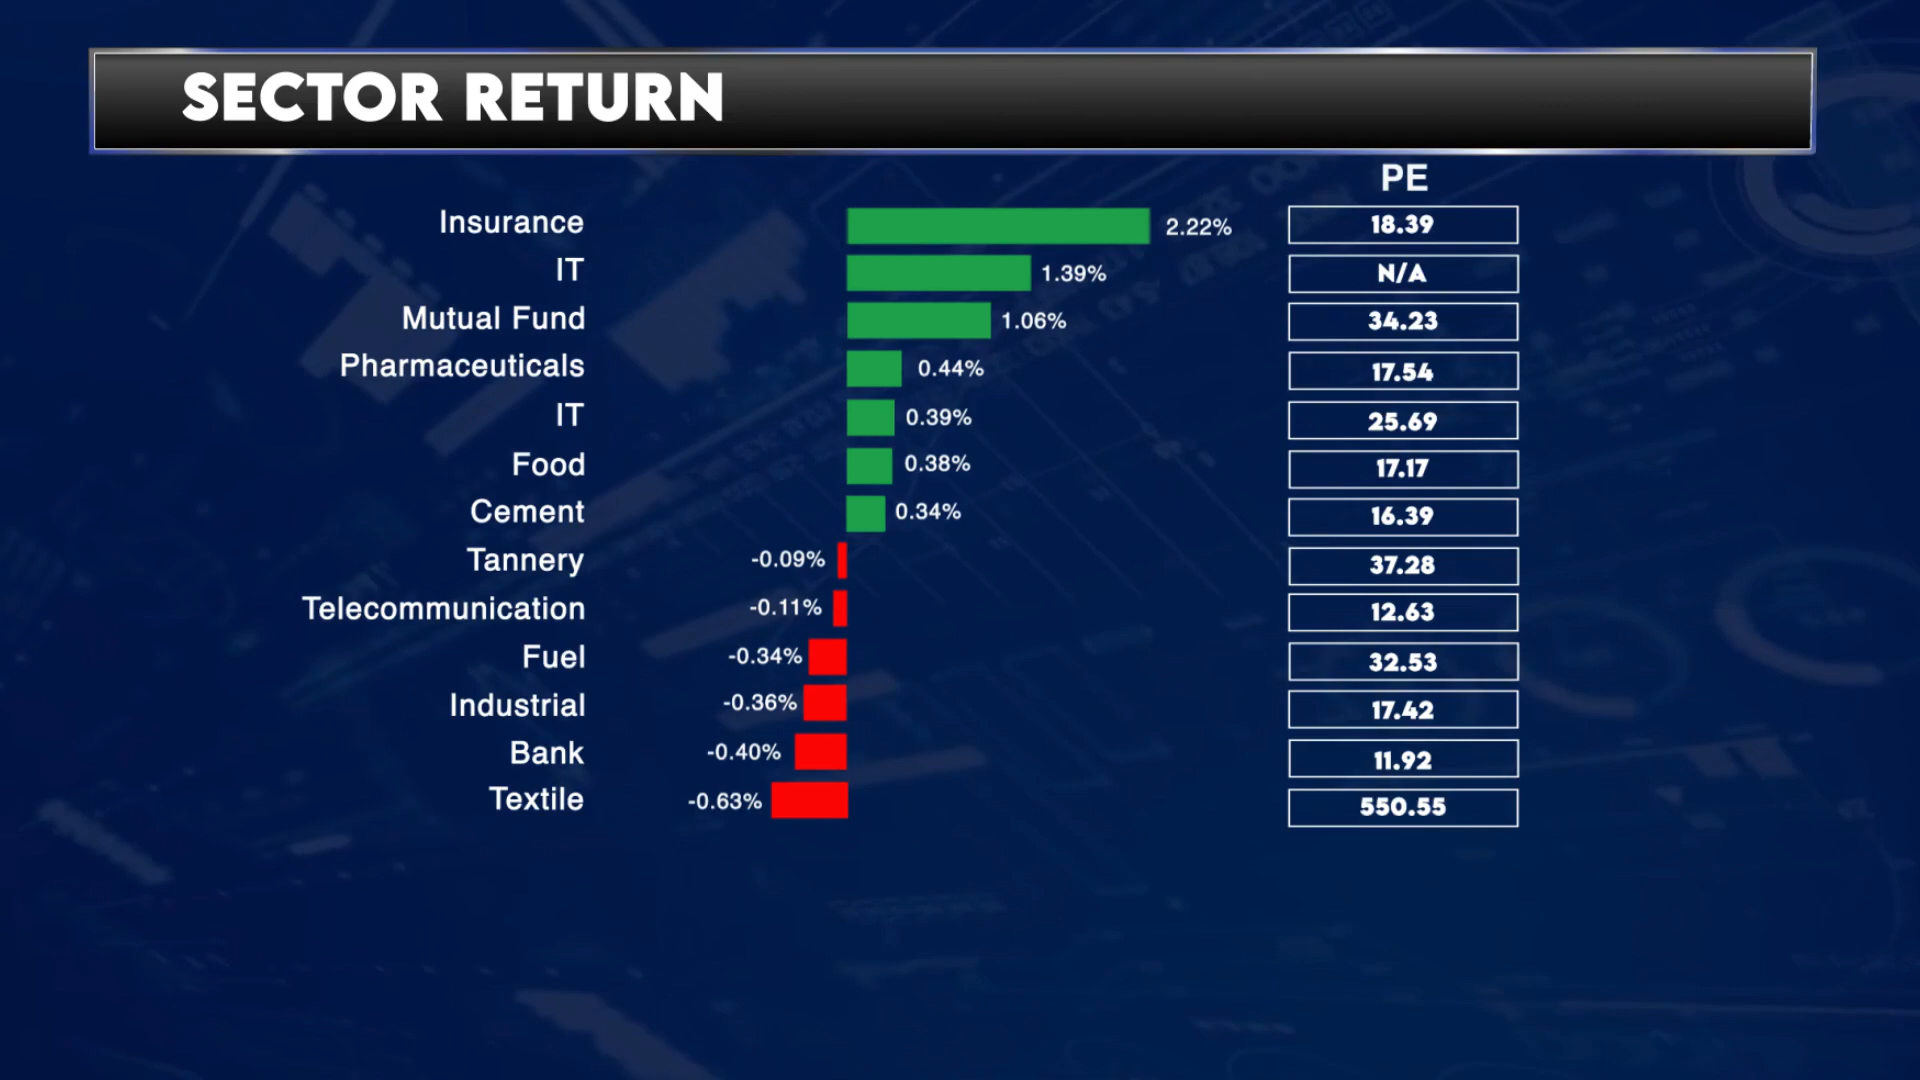 SECTOR RETURN
PE
Insurance 2.22% 18.39
IT 1.39% N/A
Mutual Fund 1.06% 34.23
Pharmaceuticals 0.44% 17.54
IT 0.39% 25.69
Food 0.38% 17.17
Cement 0.34% 16.39
Tannery -0.09% 37.28
Telecommunication -0.11% 12.63
Fuel -0.34% 32.53
Industrial -0.36% 17.42
Bank -0.40% 11.92
Textile -0.63% 550.55